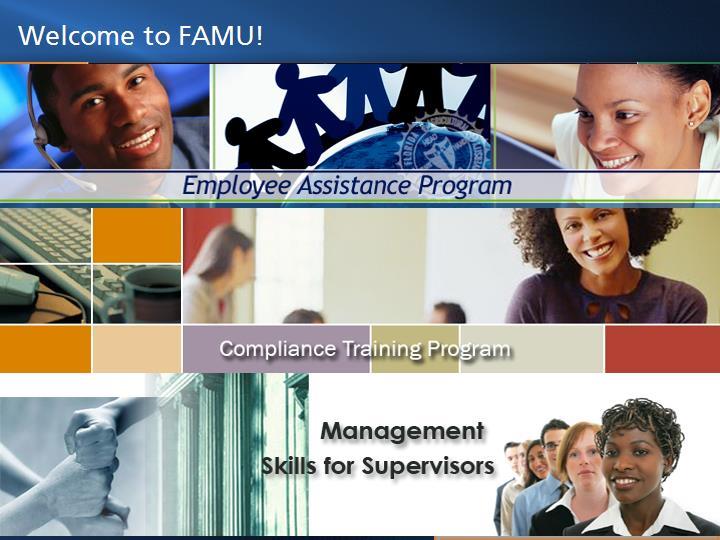 Welcome to FAMU!
Employee Assistance Program
Compliance Training Program
Management
Skills for Supervisors